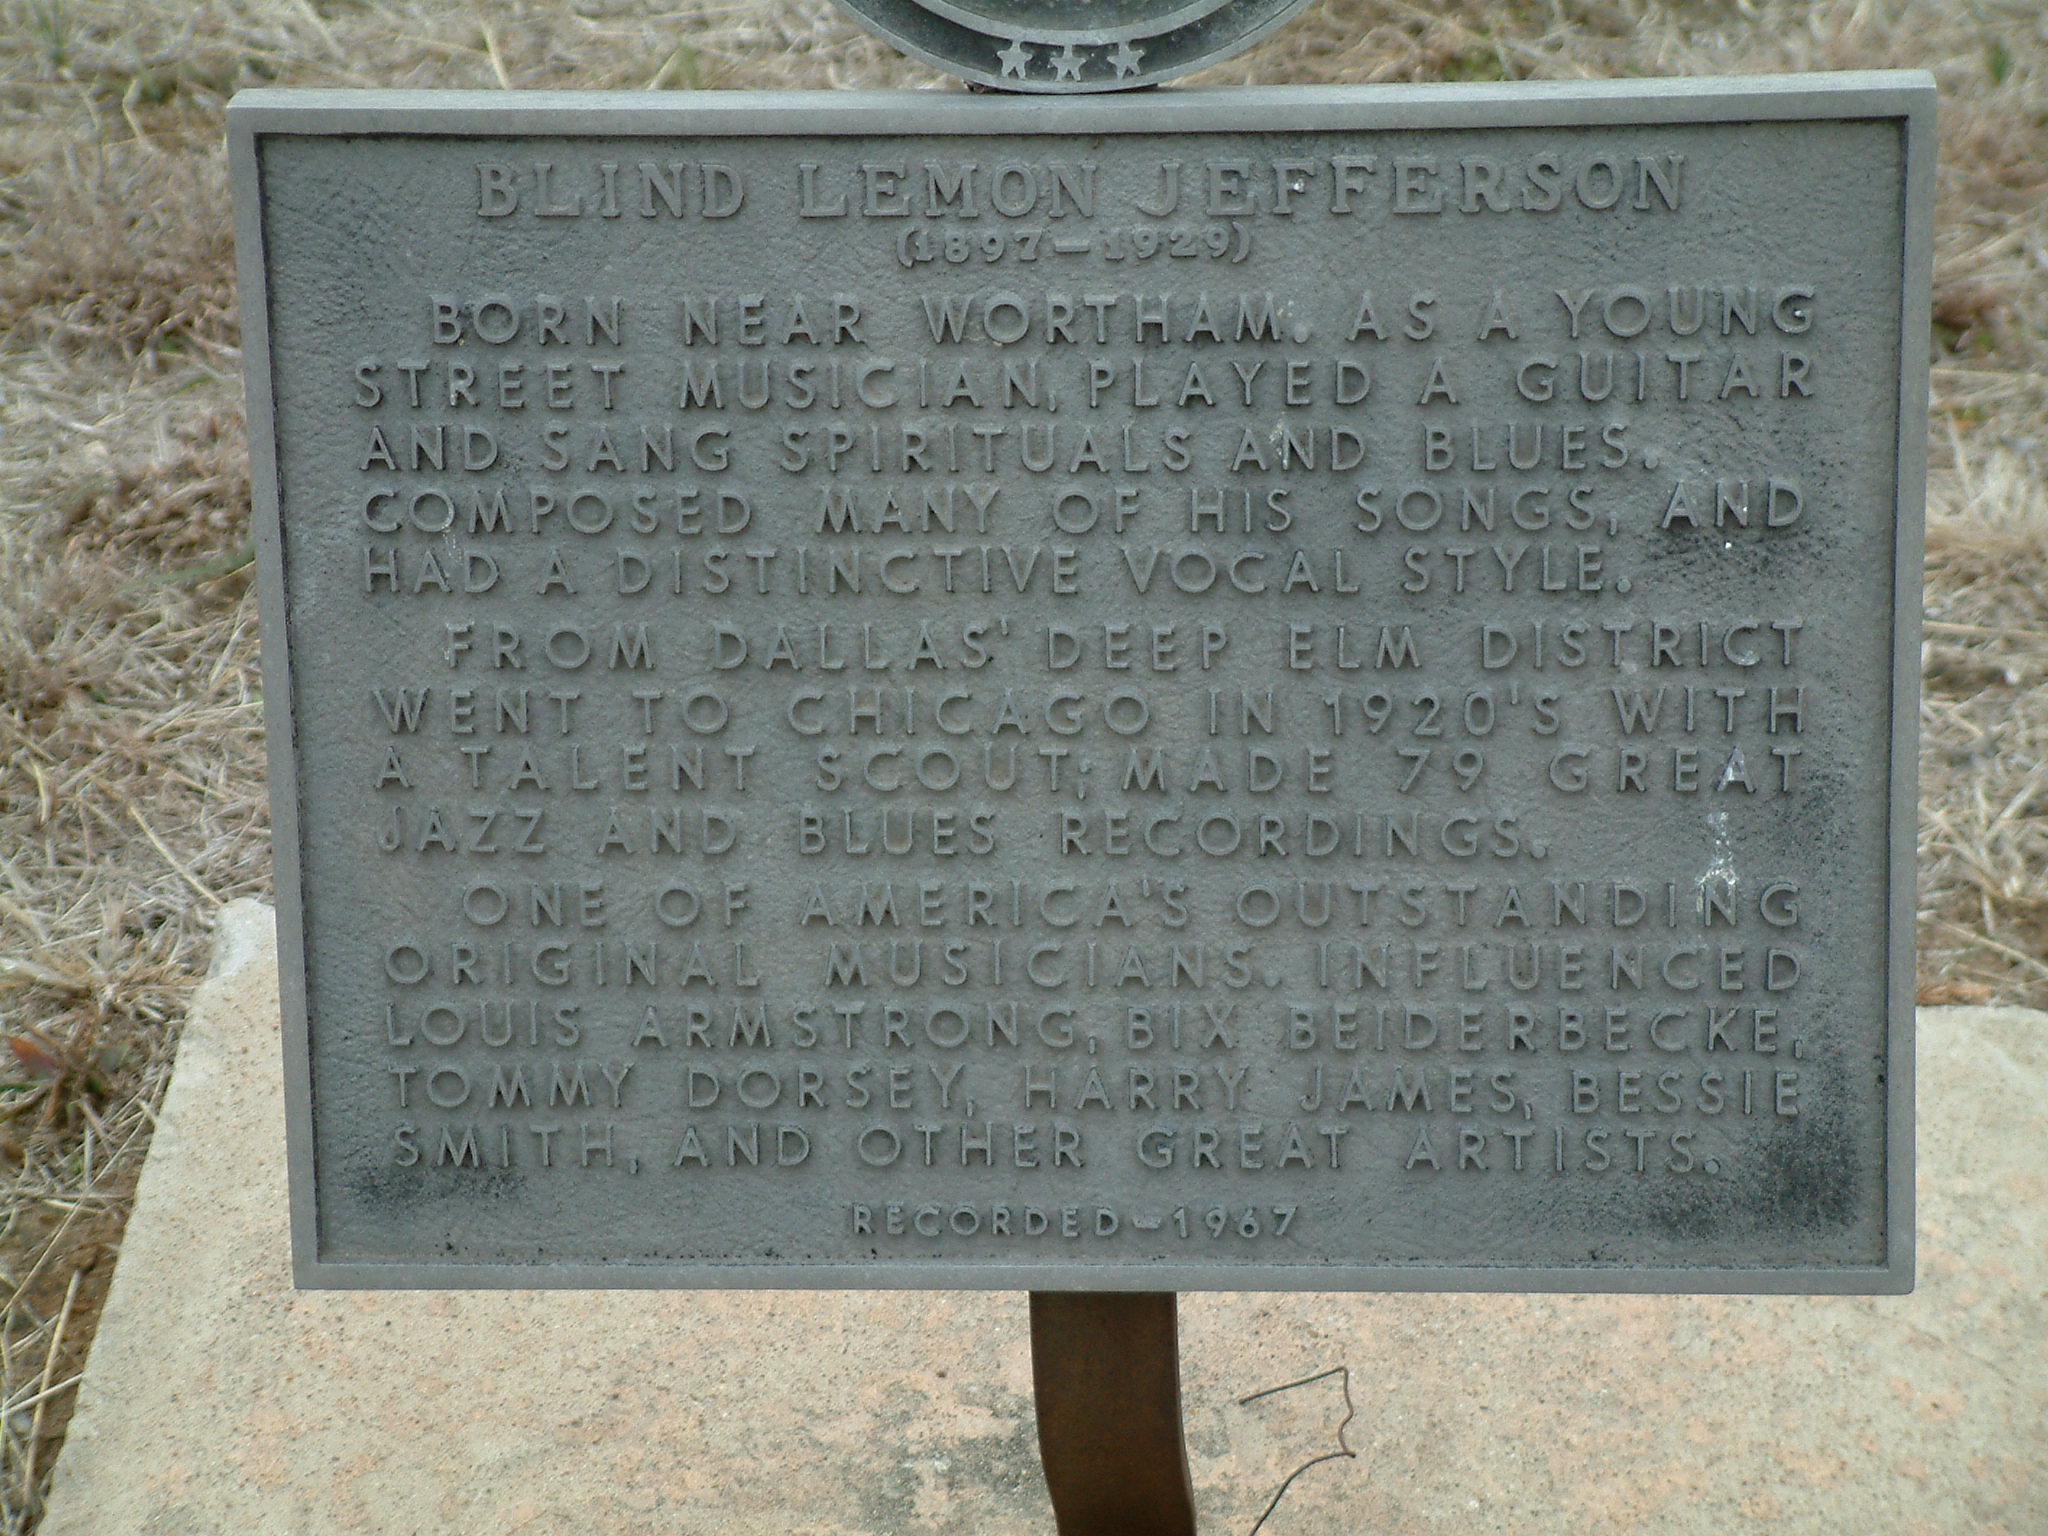 BLIND LEMON JEFFERSON
(1897—1929)
BORN NEAR WORTHAM. AS A YOUNG
STREET MUSICIAN, PLAYED A GUITAR
AND SANG SPIRITUALS AND BLUES.
COMPOSED MANY OF HIS SONGS, AND
HAD A DISTINCTIVE VOCAL STYLE.
FROM DALLAS' DEEP ELM DISTRICT
WENT TO CHICAGO IN 1920'S WITH
A TALENT SCOUT; MADE 79 GREAT
JAZZ AND BLUES RECORDINGS.
ONE OF AMERICA'S OUTSTANDING
ORIGINAL MUSICIANS. INFLUENCED
LOUIS ARMSTRONG, BIX BEIDERBECKE,
TOMMY DORSEY, HARRY JAMES, BESSIE
SMITH, AND OTHER GREAT ARTISTS.
RECORDED—1967